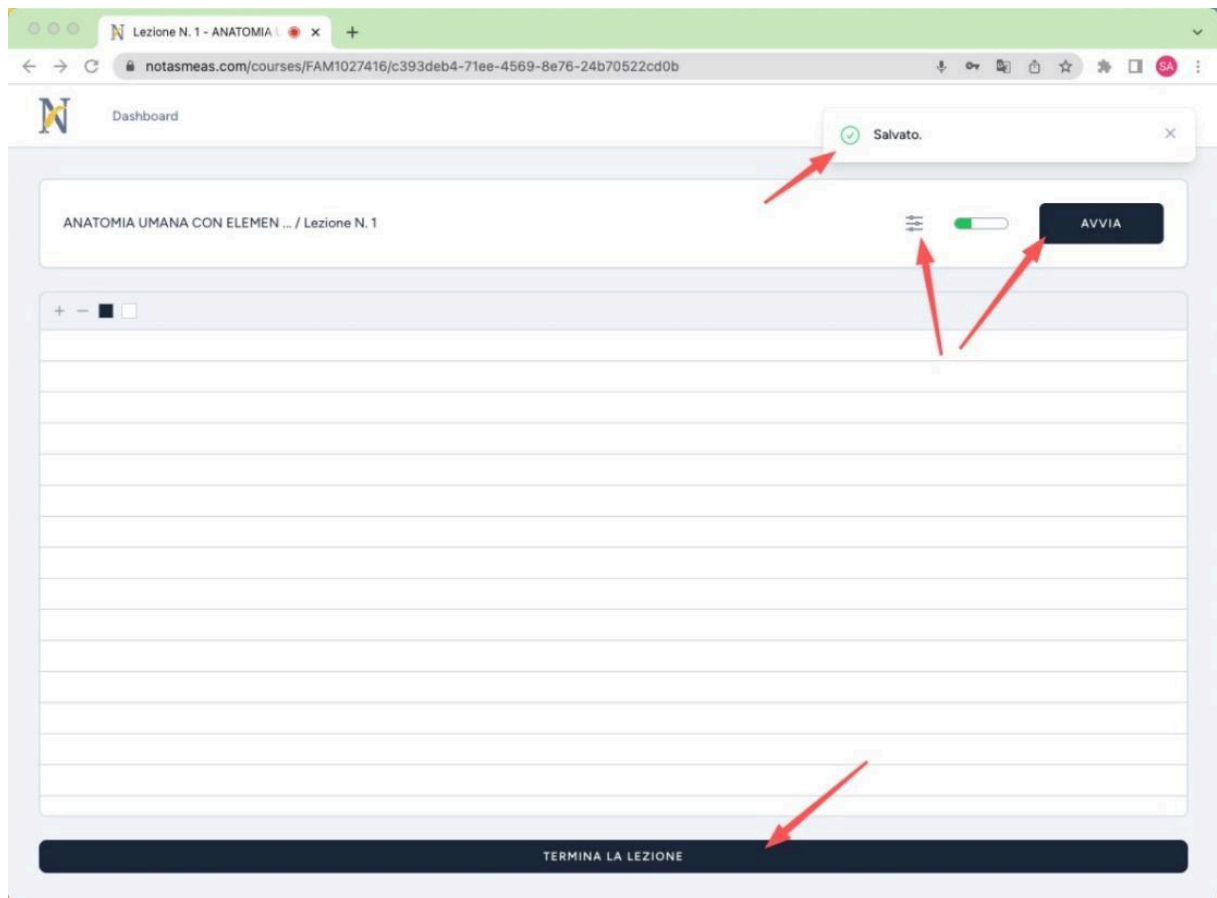 Lezione N. 1 - ANATOMIA U
notasmeas.com/courses/FAM1027416/c393deb4-71ee-4569-8e76-24b70522cd0b
SA
N
Dashboard
Salvato.
ANATOMIA UMANA CON ELEMEN ... / Lezione N. 1
AVVIA
TERMINA LA LEZIONE